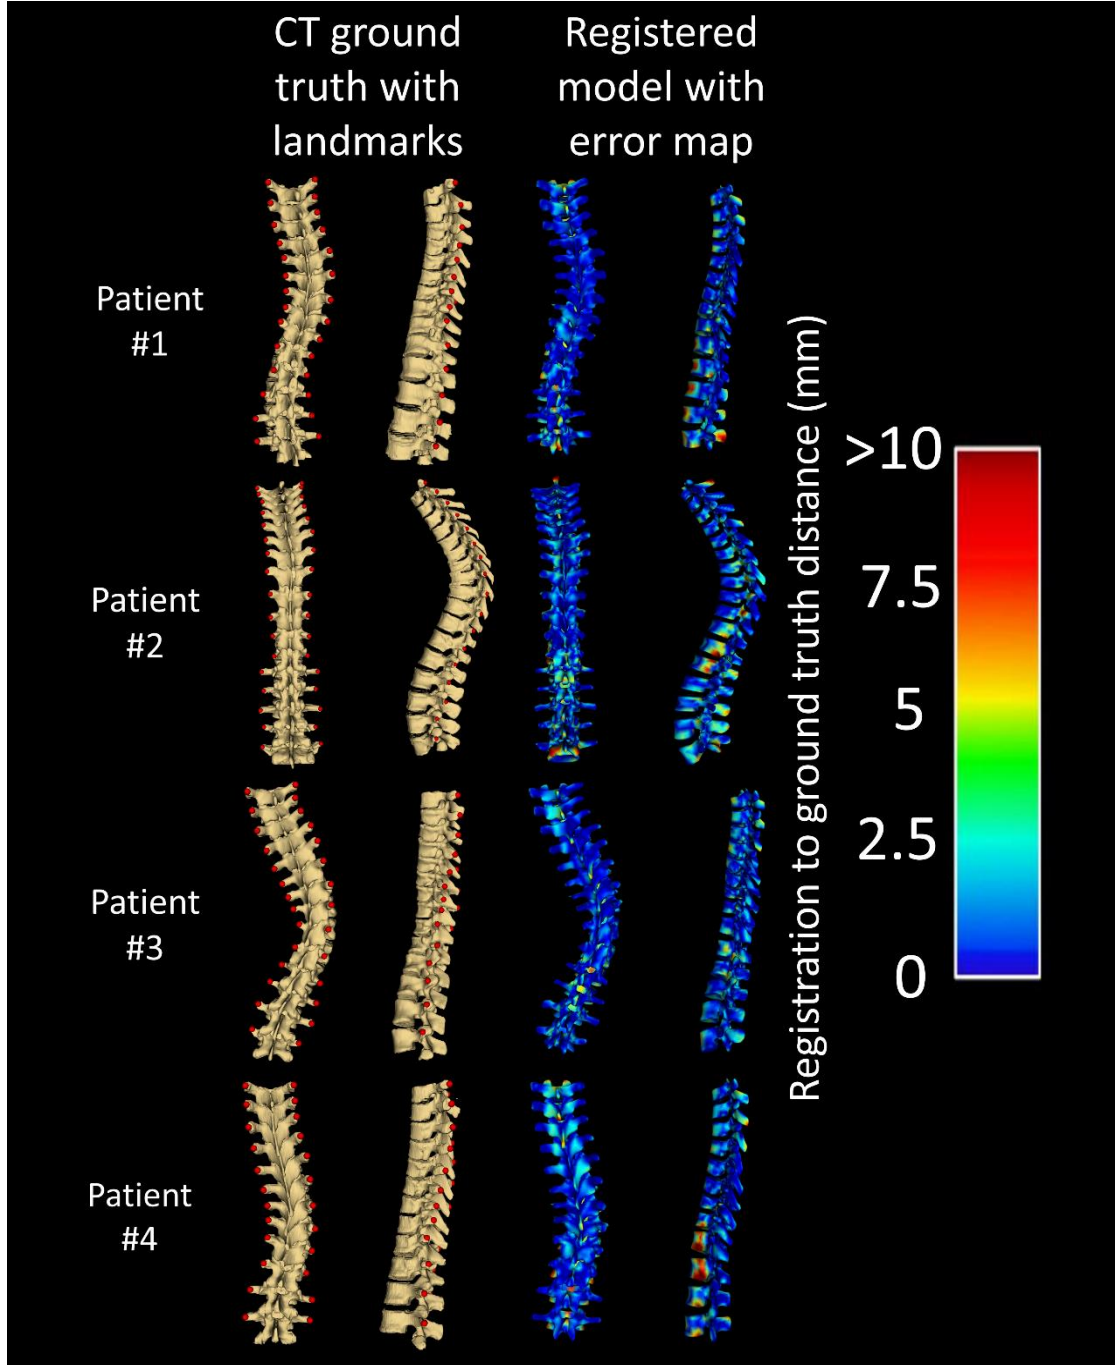 CT ground
truth with
landmarks
Registered
model with
error map
Patient
#1
Patient
#2
Patient
#3
Patient
#4
Registration to ground truth distance (mm)
>10
7.5
5
2.5
0